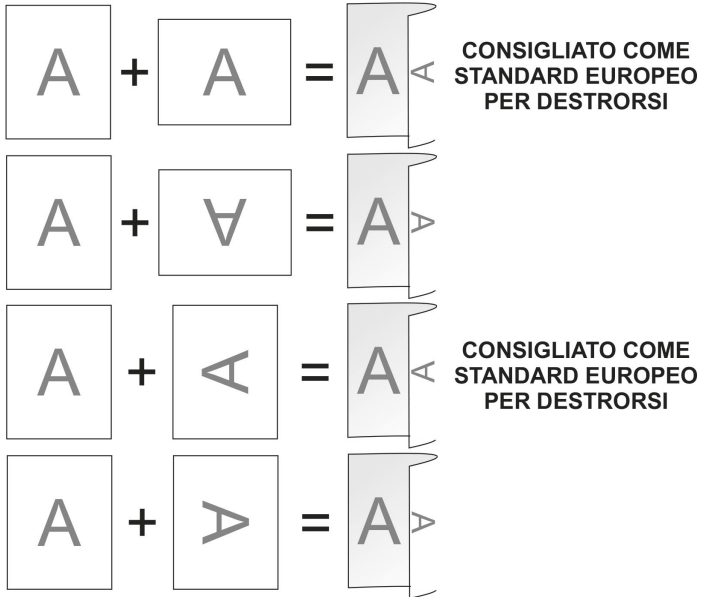 A + A = A A CONSIGLIATO COME
STANDARD EUROPEO
PER DESTRORSI
A + A = A A
A + A = A A CONSIGLIATO COME
STANDARD EUROPEO
PER DESTRORSI
A + A = A A